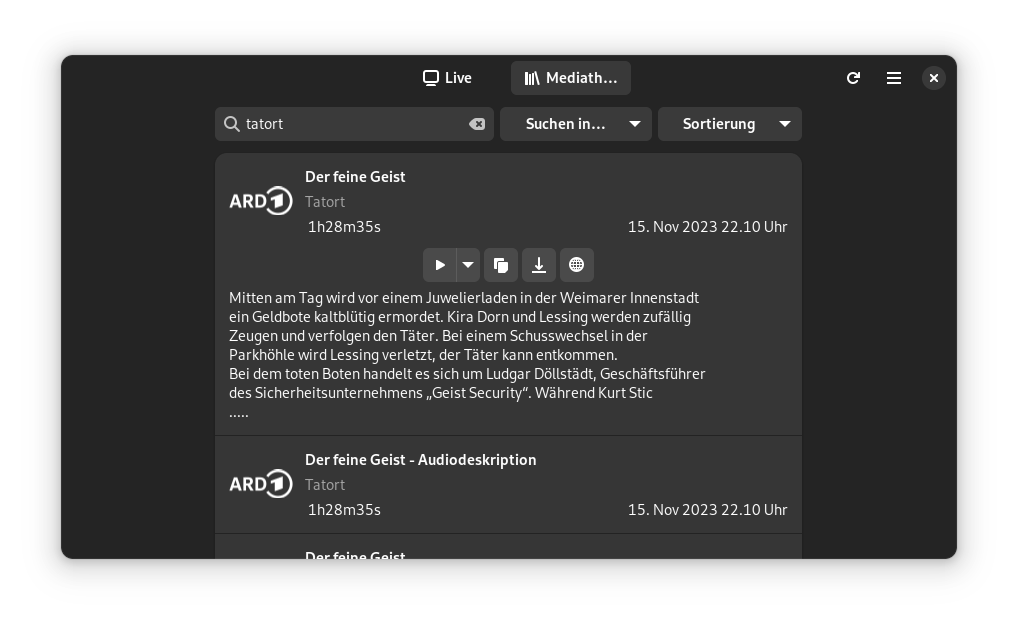 Live
Mediath…
tatort
Suchen in…
Sortierung
Der feine Geist
ARD 1
Tatort
1h28m35s
15. Nov 2023 22.10 Uhr
Mitten am Tag wird vor einem Juwelierladen in der Weimarer Innenstadt
ein Geldbote kaltblütig ermordet. Kira Dorn und Lessing werden zufällig
Zeugen und verfolgen den Täter. Bei einem Schusswechsel in der
Parkhöhle wird Lessing verletzt, der Täter kann entkommen.
Bei dem toten Boten handelt es sich um Ludgar Döllstädt, Geschäftsführer
des Sicherheitsunternehmens „Geist Security“. Während Kurt Stic
.....
Der feine Geist - Audiodeskription
ARD 1
Tatort
1h28m35s
15. Nov 2023 22.10 Uhr
Der feine Geist